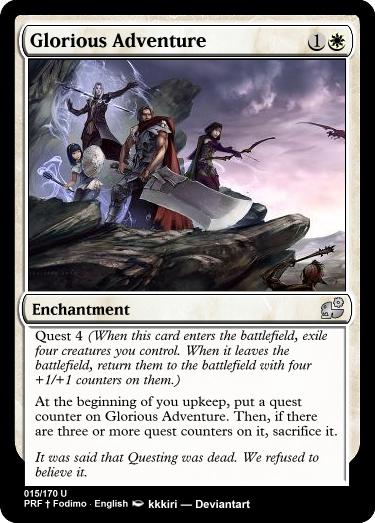 Glorious Adventure 1
Enchantment
Quest 4 (When this card enters the battlefield, exile
four creatures you control. When it leaves the
battlefield, return them to the battlefield with four
+1/+1 counters on them.)
At the beginning of you upkeep, put a quest
counter on Glorious Adventure. Then, if there
are three or more quest counters on it, sacrifice it.
It was said that Questing was dead. We refused to
believe it.
015/170 U
PRF † Fodimo · English kkkiri — Deviantart